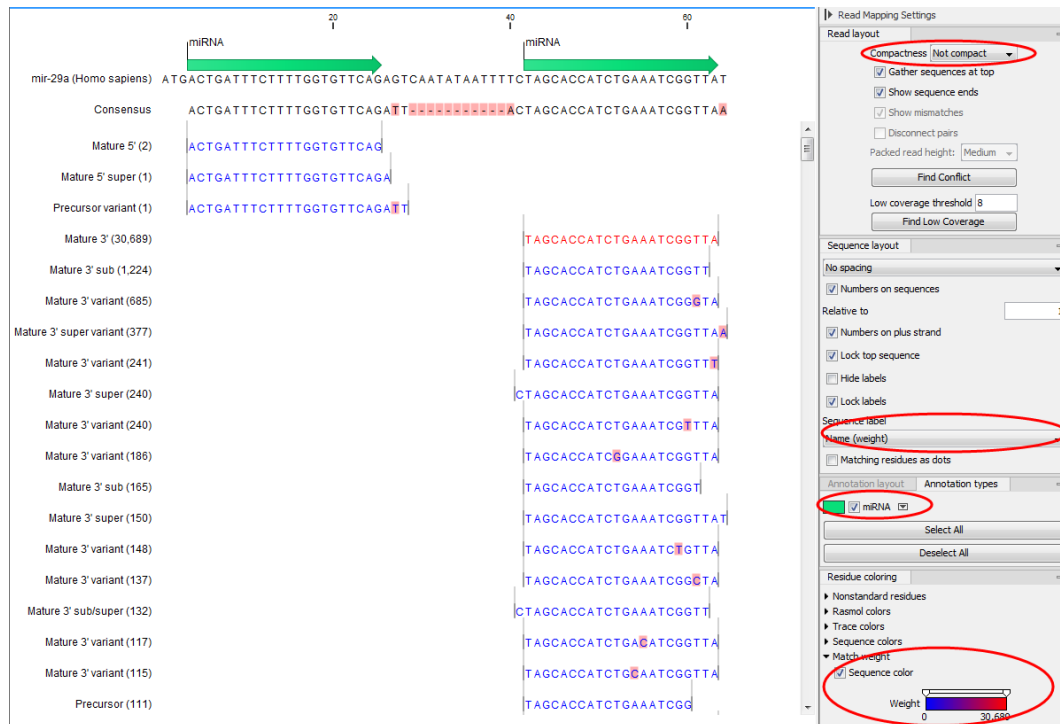 20 40 60
miRNA miRNA
mir-29a (Homo sapiens) ATGACTGATTTCTTTTGGTGTTCAGAGTCAATATAATTTTCTAGCACCATCTGAAATCGGTTAT
Consensus ACTGATTTCTTTTGGTGTTCAGATT-----------ACTAGCACCATCTGAAATCGGTTAA
Mature 5' (2) ACTGATTTCTTTTGGTGTTCAG
Mature 5' super (1) ACTGATTTCTTTTGGTGTTCAGA
Precursor variant (1) ACTGATTTCTTTTGGTGTTCAGATT
Mature 3' (30,689) TAGCACCATCTGAAATCGGTTA
Mature 3' sub (1,224) TAGCACCATCTGAAATCGGTT
Mature 3' variant (685) TAGCACCATCTGAAATCGGGTA
Mature 3' super variant (377) TAGCACCATCTGAAATCGGTTAA
Mature 3' variant (241) TAGCACCATCTGAAATCGGTTT
Mature 3' super (240) CTAGCACCATCTGAAATCGGTTA
Mature 3' variant (240) TAGCACCATCTGAAATCGTTTA
Mature 3' variant (186) TAGCACCATCGGAAATCGGTTA
Mature 3' sub (165) TAGCACCATCTGAAATCGGT
Mature 3' super (150) TAGCACCATCTGAAATCGGTTAT
Mature 3' variant (148) TAGCACCATCTGAAATCTGTTA
Mature 3' variant (137) TAGCACCATCTGAAATCGGCTA
Mature 3' sub/super (132) CTAGCACCATCTGAAATCGGTT
Mature 3' variant (117) TAGCACCATCTGACATCGGTTA
Mature 3' variant (115) TAGCACCATCTGCAATCGGTTA
Precursor (111) TAGCACCATCTGAAATCGG
Read Mapping Settings
Read layout
Compactness Not compact
Gather sequences at top
Show sequence ends
Show mismatches
Disconnect pairs
Packed read height: Medium
Find Conflict
Low coverage threshold 8
Find Low Coverage
Sequence layout
No spacing
Numbers on sequences
Relative to
Numbers on plus strand
Lock top sequence
Hide labels
Lock labels
Sequence label
Name (weight)
Matching residues as dots
Annotation layout Annotation types
miRNA
Select All
Deselect All
Residue coloring
Nonstandard residues
Rasmol colors
Trace colors
Sequence colors
Match weight
Sequence color
Weight
0 30,689